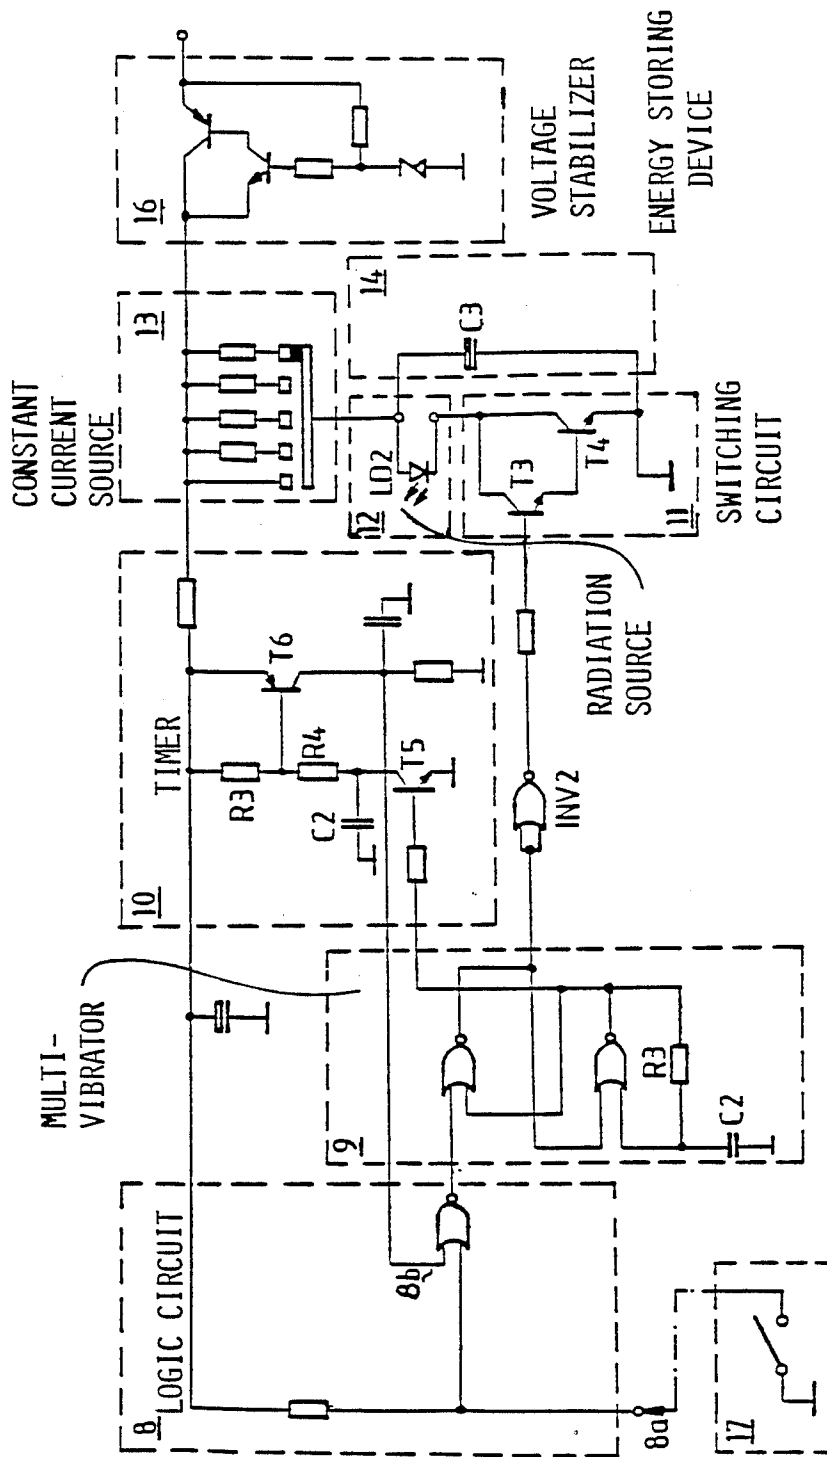 8
LOGIC CIRCUIT
8b
8a
17
MULTI-
VIBRATOR
9
R3
C2
10
TIMER
R3
R4
C2
T5
T6
INV2
CONSTANT
CURRENT
SOURCE
13
12
LD2
RADIATION
SOURCE
T3
T4
11
SWITCHING
CIRCUIT
14
C3
16
VOLTAGE
STABILIZER
ENERGY STORING
DEVICE